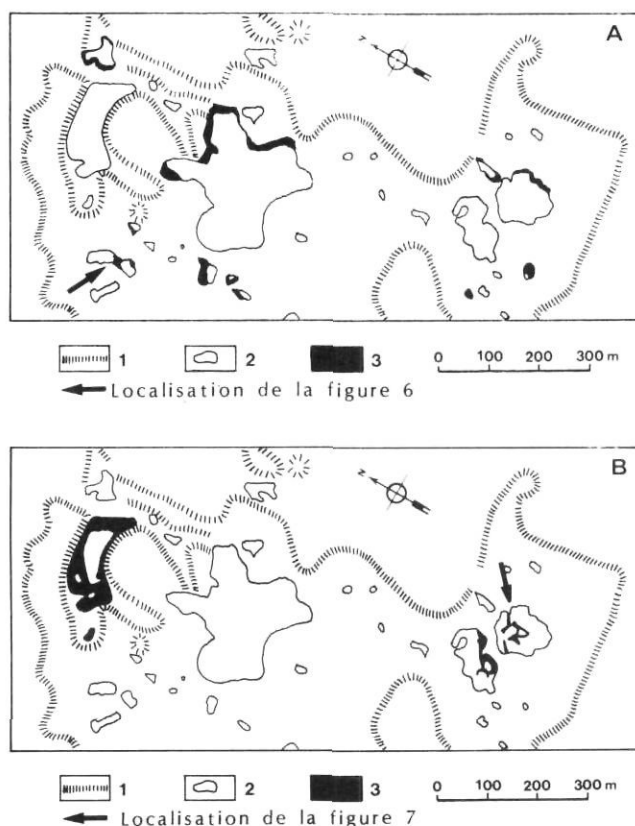 A
N
1 2 3 0 100 200 300 m
Localisation de la figure 6
B
N
1 2 3 0 100 200 300 m
Localisation de la figure 7